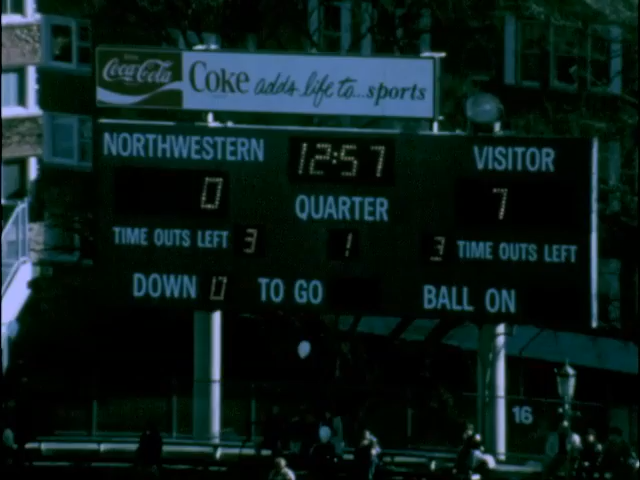 Coca-Cola
Coke adds life to...sports
NORTHWESTERN 12:57 VISITOR
0 QUARTER 7
TIME OUTS LEFT 3 1 3 TIME OUTS LEFT
DOWN 0 TO GO BALL ON
16